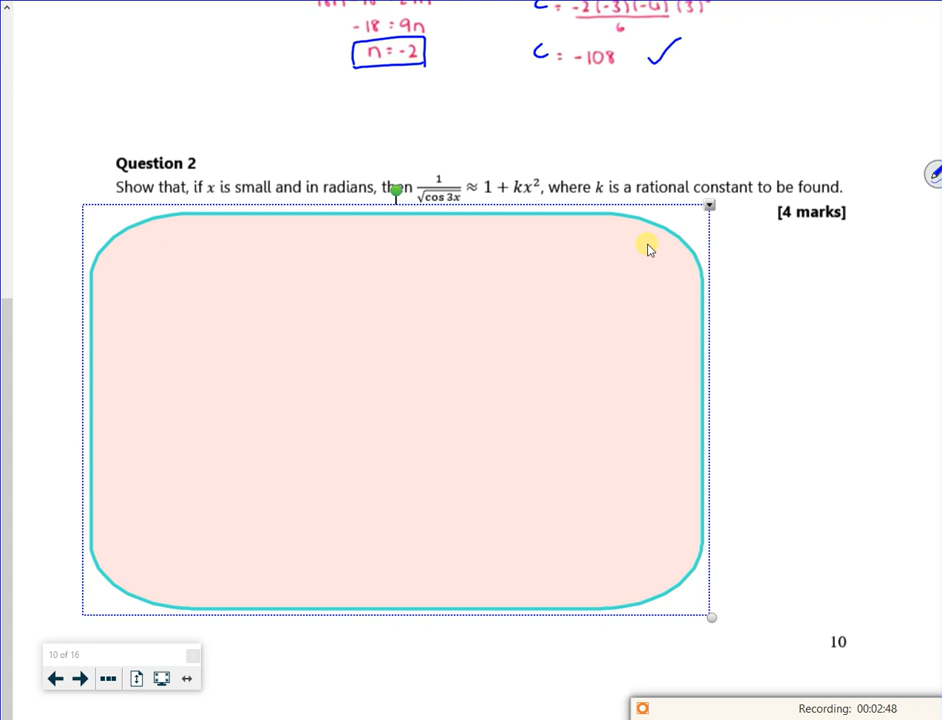 -18 = 9n
n = -2
C = -2(-3)(-4)(3)
6
C = -108 ✓
Question 2
Show that, if x is small and in radians, then 1/√cos 3x ≈ 1 + kx², where k is a rational constant to be found.
[4 marks]
10
10 of 16
Recording: 00:02:48